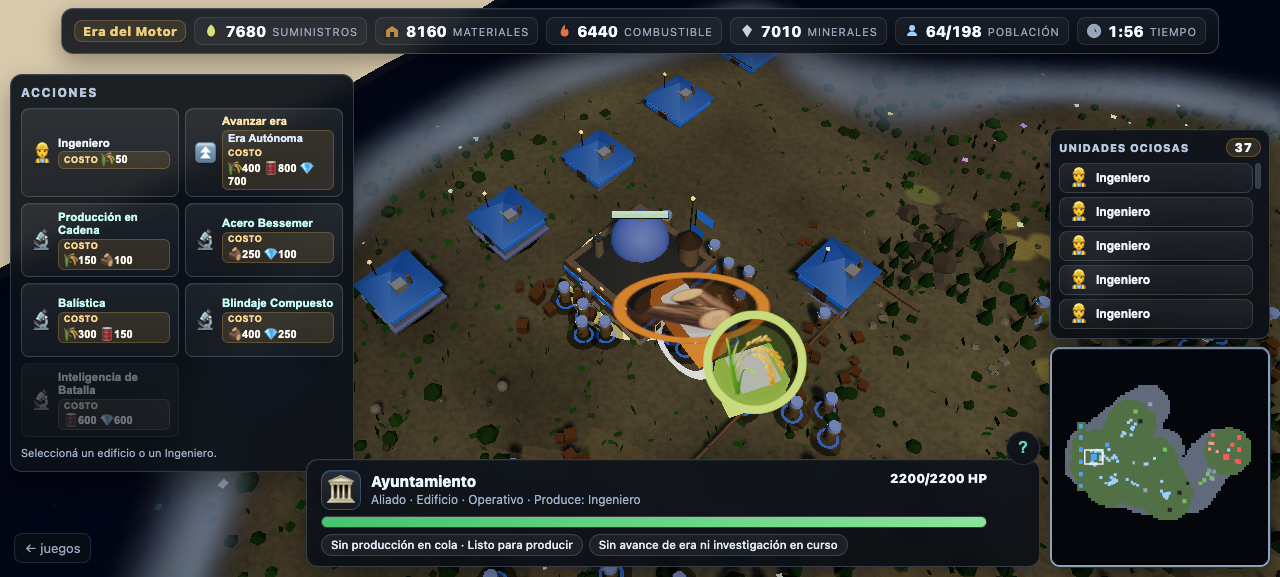 Era del Motor
7680 SUMINISTROS
8160 MATERIALES
6440 COMBUSTIBLE
7010 MINERALES
64/198 POBLACIÓN
1:56 TIEMPO
ACCIONES
Ingeniero
COSTO 50
Avanzar era
Era Autónoma
COSTO
400 800
700
Producción en
Cadena
COSTO
150 100
Acero Bessemer
COSTO
250 100
Balística
COSTO
300 150
Blindaje Compuesto
COSTO
400 250
Inteligencia de
Batalla
COSTO
600 600
Seleccioná un edificio o un Ingeniero.
UNIDADES OCIOSAS 37
Ingeniero
Ingeniero
Ingeniero
Ingeniero
Ingeniero
?
Ayuntamiento
2200/2200 HP
Aliado · Edificio · Operativo · Produce: Ingeniero
Sin producción en cola · Listo para producir
Sin avance de era ni investigación en curso
← juegos